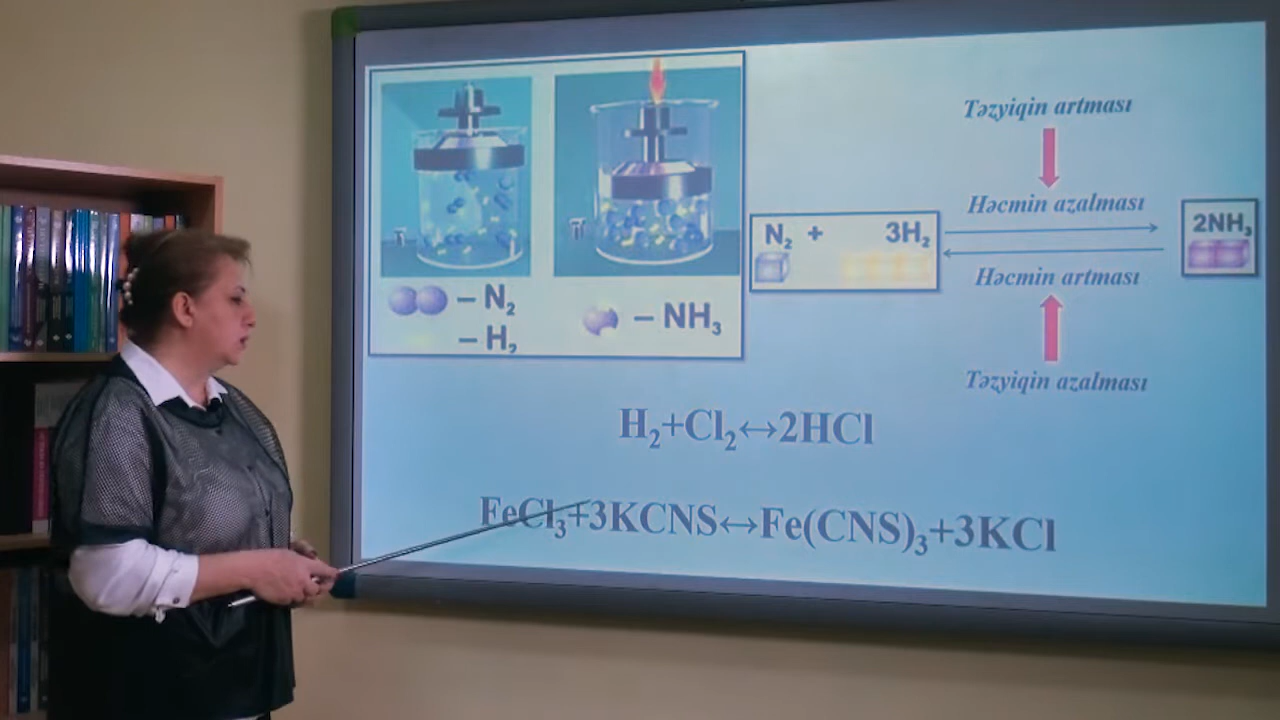 T
T
– N₂
– H₂
– NH₃
N₂ + 3H₂
Təzyiqin artması
Həcmin azalması
Həcmin artması
Təzyiqin azalması
2NH₃
H₂+Cl₂↔2HCl
FeCl₃+3KCNS↔Fe(CNS)₃+3KCl